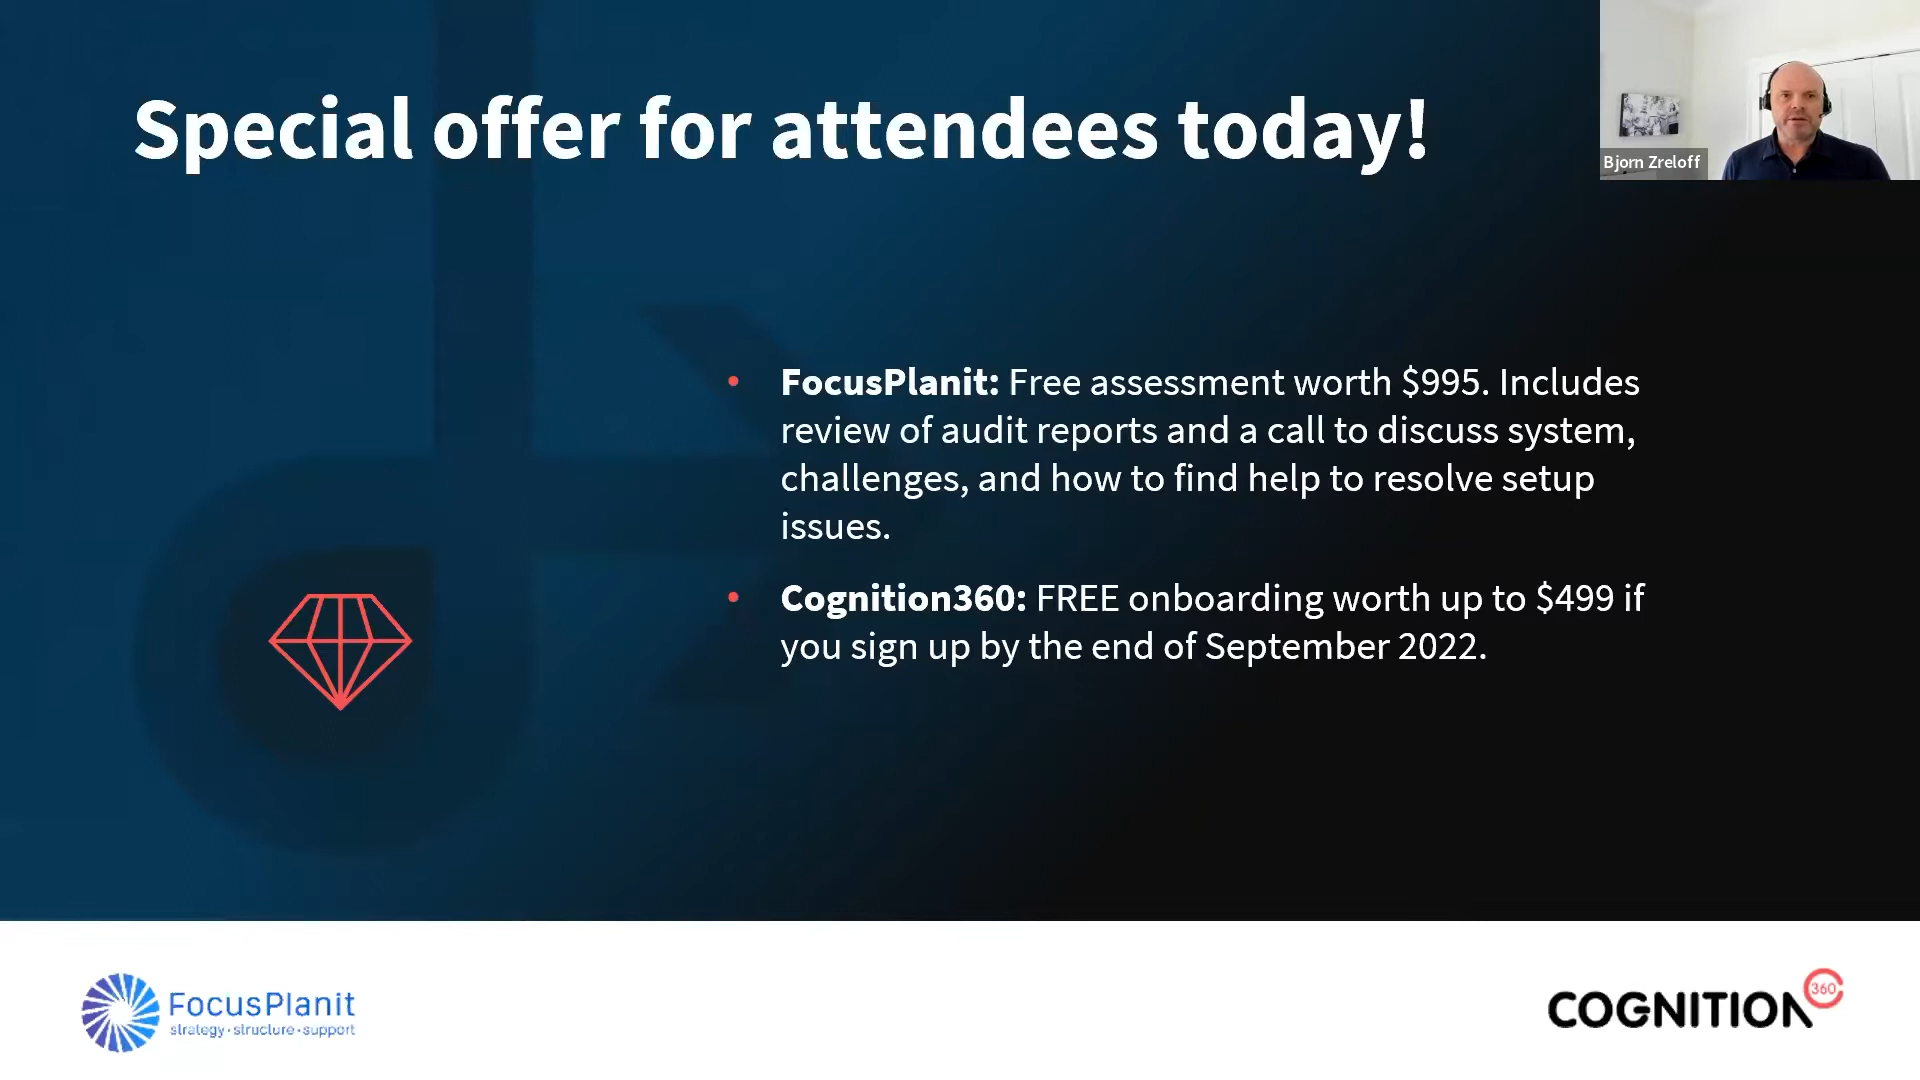 Special offer for attendees today!
Bjorn Zreloff
• FocusPlanit: Free assessment worth $995. Includes
review of audit reports and a call to discuss system,
challenges, and how to find help to resolve setup
issues.
• Cognition360: FREE onboarding worth up to $499 if
you sign up by the end of September 2022.
FocusPlanit
strategy·structure·support
COGNITION 360